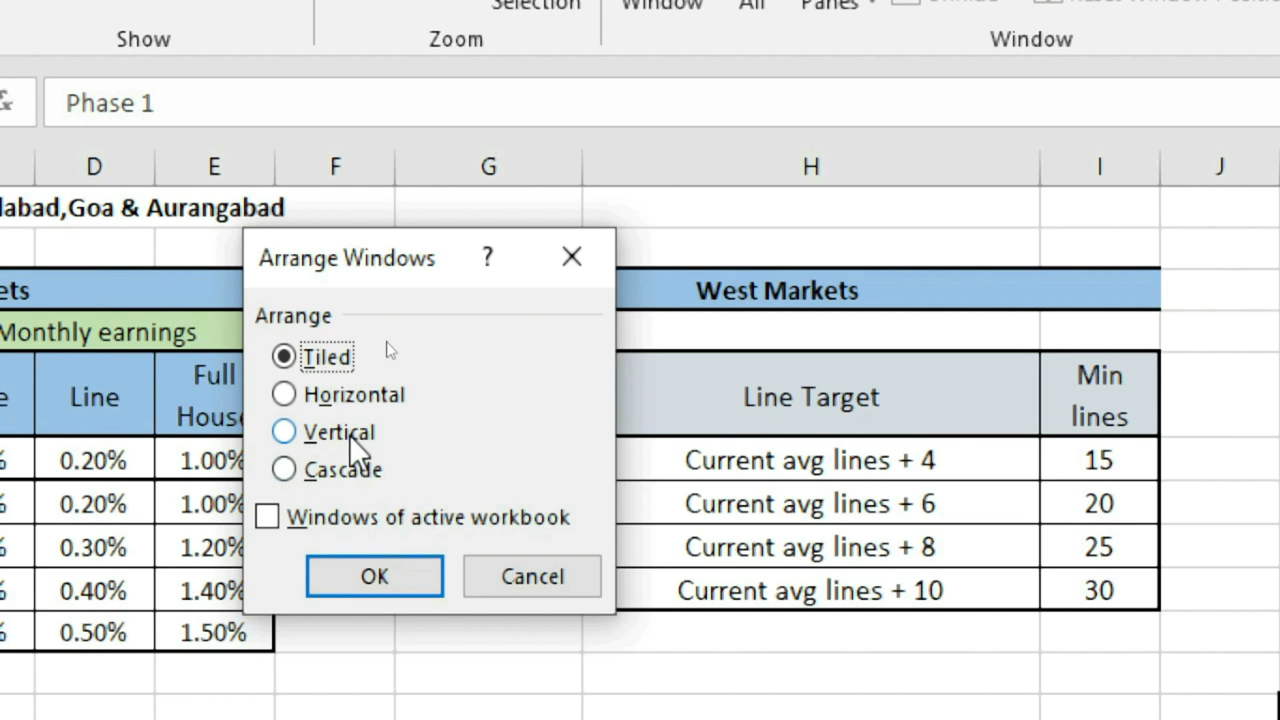 Selection
Window All Panes
Show Zoom Window
Phase 1
D E F G H I J
labad,Goa & Aurangabad
Arrange Windows ?
ets West Markets
Monthly earnings
Arrange
Tiled
Horizontal
Vertical
Cascade
Windows of active workbook
OK Cancel
Line Full House Line Target Min lines
0.20% 1.00% Current avg lines + 4 15
0.20% 1.00% Current avg lines + 6 20
0.30% 1.20% Current avg lines + 8 25
0.40% 1.40% Current avg lines + 10 30
0.50% 1.50%